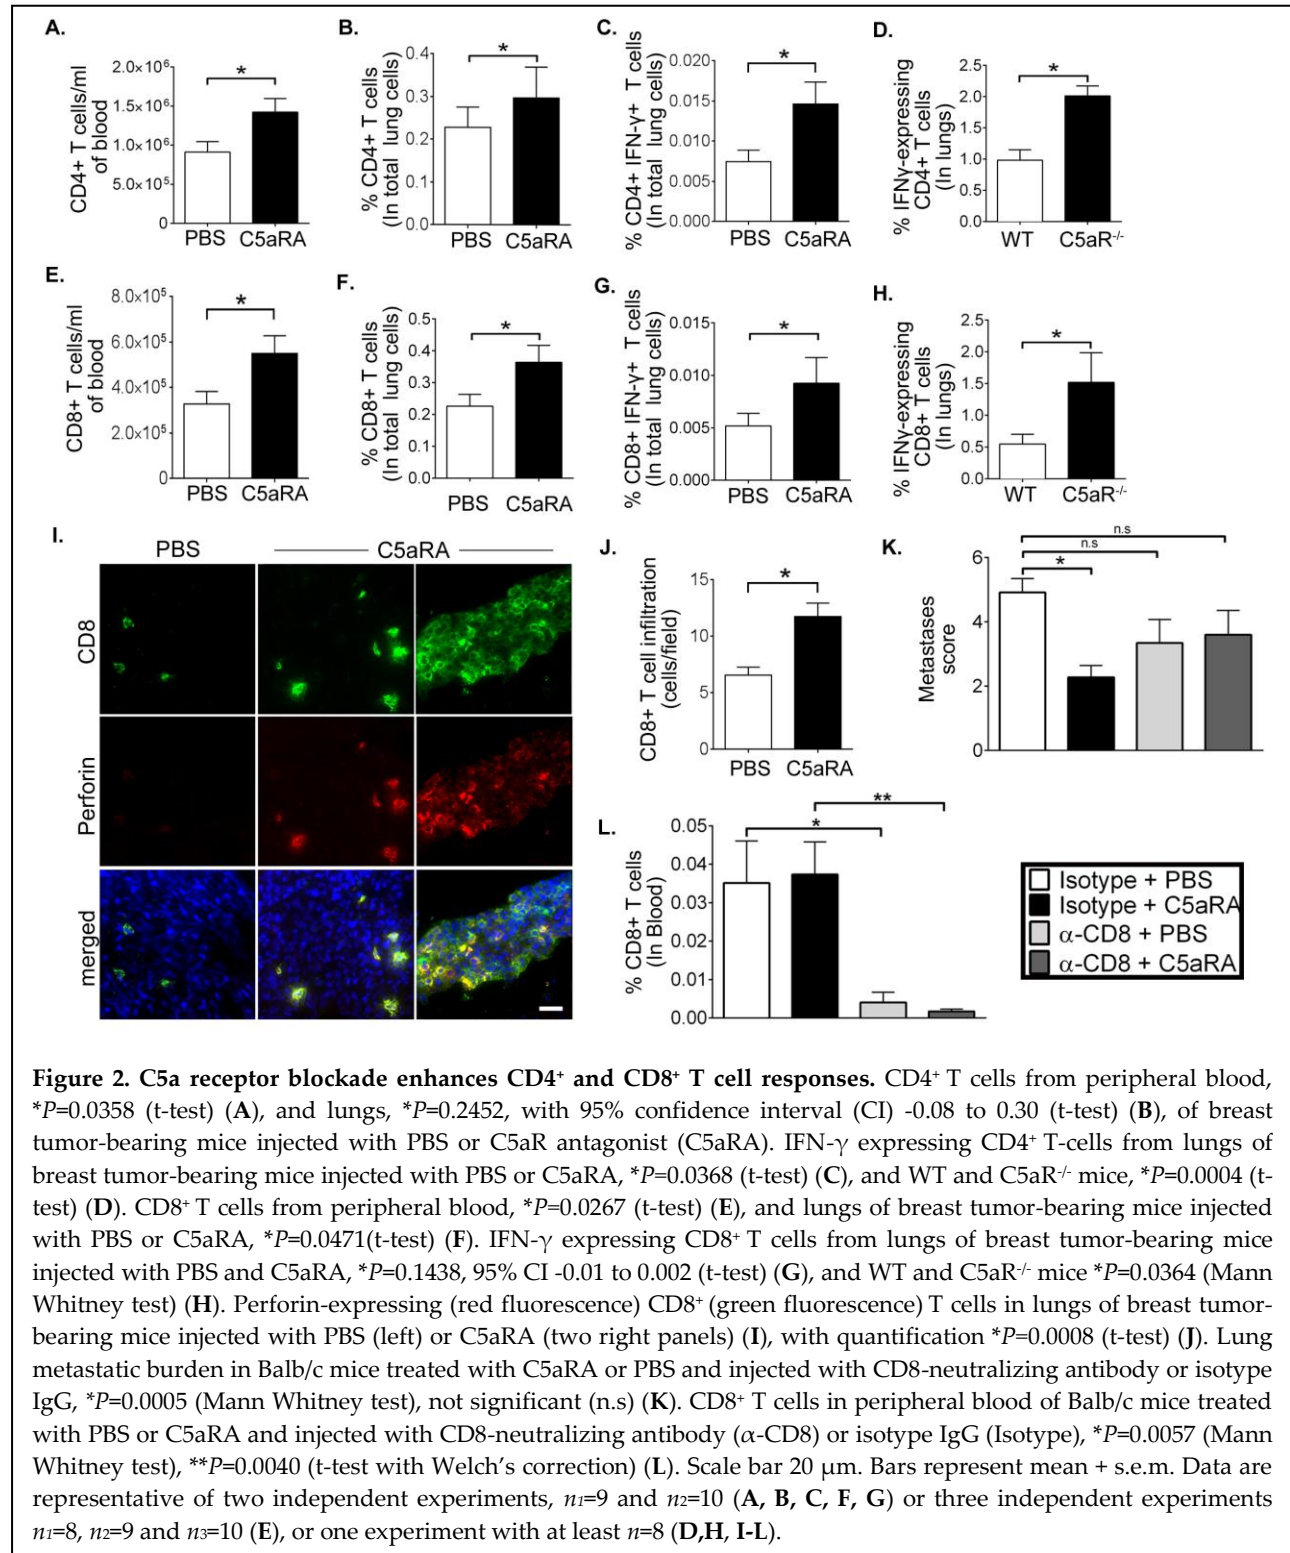 A.
CD4+ T cells/ml
of blood
2.0×10⁶
1.5×10⁶
1.0×10⁶
5.0×10⁵
0
*
PBS C5aRA
B.
% CD4+ T cells
(In total lung cells)
0.4
0.3
0.2
0.1
0.0
*
PBS C5aRA
C.
% CD4+ IFN-γ+ T cells
(In total lung cells)
0.020
0.015
0.010
0.005
0.000
*
PBS C5aRA
D.
% IFNγ-expressing
CD4+ T cells
(In lungs)
2.5
2.0
1.5
1.0
0.5
0.0
*
WT C5aR⁻/⁻
E.
CD8+ T cells/ml
of blood
8.0×10⁵
6.0×10⁵
4.0×10⁵
2.0×10⁵
0
*
PBS C5aRA
F.
% CD8+ T cells
(In total lung cells)
0.5
0.4
0.3
0.2
0.1
0.0
*
PBS C5aRA
G.
% CD8+ IFN-γ+ T cells
(In total lung cells)
0.015
0.010
0.005
0.000
*
PBS C5aRA
H.
% IFNγ-expressing
CD8+ T cells
(In lungs)
2.5
2.0
1.5
1.0
0.5
0.0
*
WT C5aR⁻/⁻
I.
PBS C5aRA
CD8
Perforin
merged
J.
CD8+ T cell infiltration
(cells/field)
15
10
5
0
*
PBS C5aRA
K.
Metastases
score
6
4
2
0
n.s
n.s
*
L.
% CD8+ T cells
(In Blood)
0.05
0.04
0.03
0.02
0.01
0.00
**
*
Isotype + PBS
Isotype + C5aRA
α-CD8 + PBS
α-CD8 + C5aRA
Figure 2. C5a receptor blockade enhances CD4⁺ and CD8⁺ T cell responses. CD4⁺ T cells from peripheral blood,
*P=0.0358 (t-test) (A), and lungs, *P=0.2452, with 95% confidence interval (CI) -0.08 to 0.30 (t-test) (B), of breast
tumor-bearing mice injected with PBS or C5aR antagonist (C5aRA). IFN-γ expressing CD4⁺ T-cells from lungs of
breast tumor-bearing mice injected with PBS or C5aRA, *P=0.0368 (t-test) (C), and WT and C5aR⁻/⁻ mice, *P=0.0004 (t-
test) (D). CD8⁺ T cells from peripheral blood, *P=0.0267 (t-test) (E), and lungs of breast tumor-bearing mice injected
with PBS or C5aRA, *P=0.0471(t-test) (F). IFN-γ expressing CD8⁺ T cells from lungs of breast tumor-bearing mice
injected with PBS and C5aRA, *P=0.1438, 95% CI -0.01 to 0.002 (t-test) (G), and WT and C5aR⁻/⁻ mice *P=0.0364 (Mann
Whitney test) (H). Perforin-expressing (red fluorescence) CD8⁺ (green fluorescence) T cells in lungs of breast tumor-
bearing mice injected with PBS (left) or C5aRA (two right panels) (I), with quantification *P=0.0008 (t-test) (J). Lung
metastatic burden in Balb/c mice treated with C5aRA or PBS and injected with CD8-neutralizing antibody or isotype
IgG, *P=0.0005 (Mann Whitney test), not significant (n.s) (K). CD8⁺ T cells in peripheral blood of Balb/c mice treated
with PBS or C5aRA and injected with CD8-neutralizing antibody (α-CD8) or isotype IgG (Isotype), *P=0.0057 (Mann
Whitney test), **P=0.0040 (t-test with Welch’s correction) (L). Scale bar 20 μm. Bars represent mean + s.e.m. Data are
representative of two independent experiments, n₁=9 and n₂=10 (A, B, C, F, G) or three independent experiments
n₁=8, n₂=9 and n₃=10 (E), or one experiment with at least n=8 (D,H, I-L).